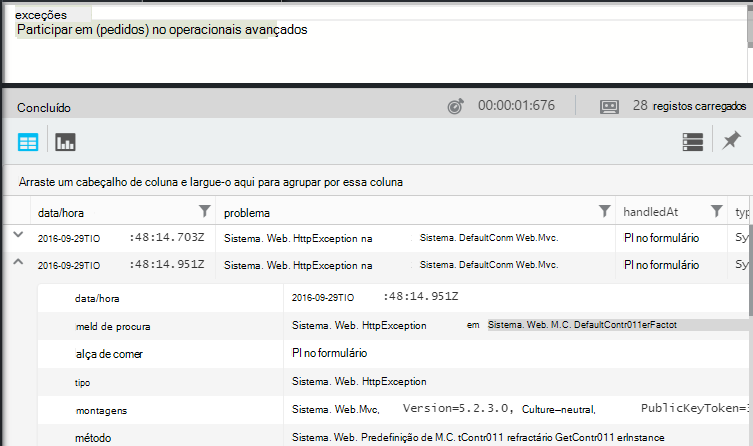 exceções
Participar em (pedidos) no operacionais avançados
Concluído 00:00:01:676 28 registos carregados
Arraste um cabeçalho de coluna e largue-o aqui para agrupar por essa coluna
data/hora problema handledAt typ
2016-09-29TIO :48:14.703Z Sistema. Web. HttpException na Sistema. DefaultConm Web.Mvc. PI no formulário Sy
2016-09-29TIO :48:14.951Z Sistema. Web. HttpException na Sistema. DefaultConm Web.Mvc. PI no formulário Sy
data/hora 2016-09-29TIO :48:14.951Z
meld de procura Sistema. Web. HttpException em Sistema. Web. M.C. DefaultContr011erFactot
alça de comer PI no formulário
tipo Sistema. Web. HttpException
montagens Sistema. Web.Mvc, Version=5.2.3.0, Culture—neutral, PublicKeyToken=3
método Sistema. Web. Predefinição de M.C. tContr011 refractário GetContr011 erInstance